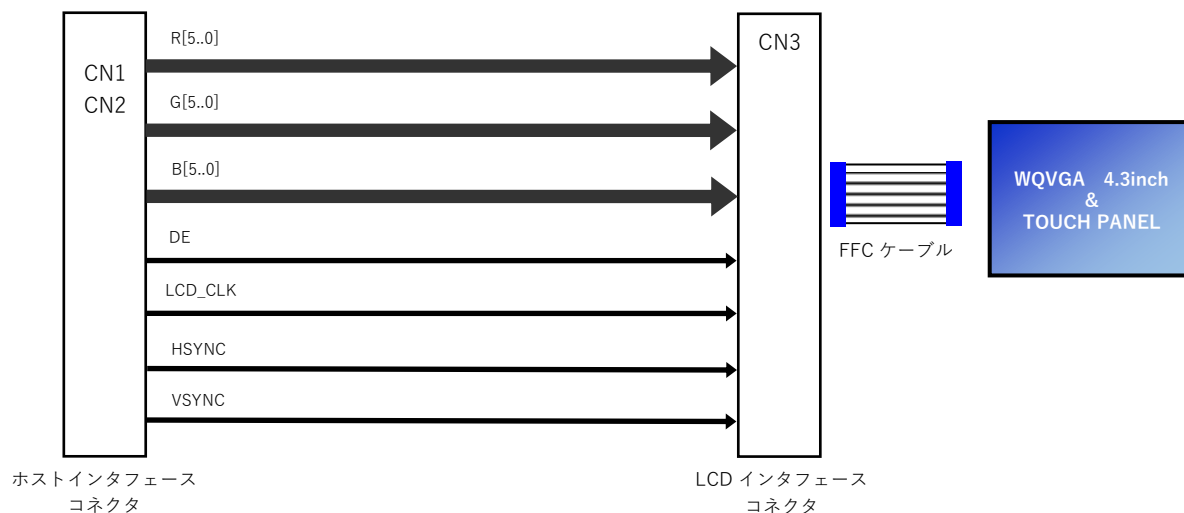 CN1
CN2
R[5..0]
G[5..0]
B[5..0]
DE
LCD_CLK
HSYNC
VSYNC
ホストインタフェース
コネクタ
CN3
LCD インタフェース
コネクタ
FFC ケーブル
WQVGA 4.3inch
&
TOUCH PANEL